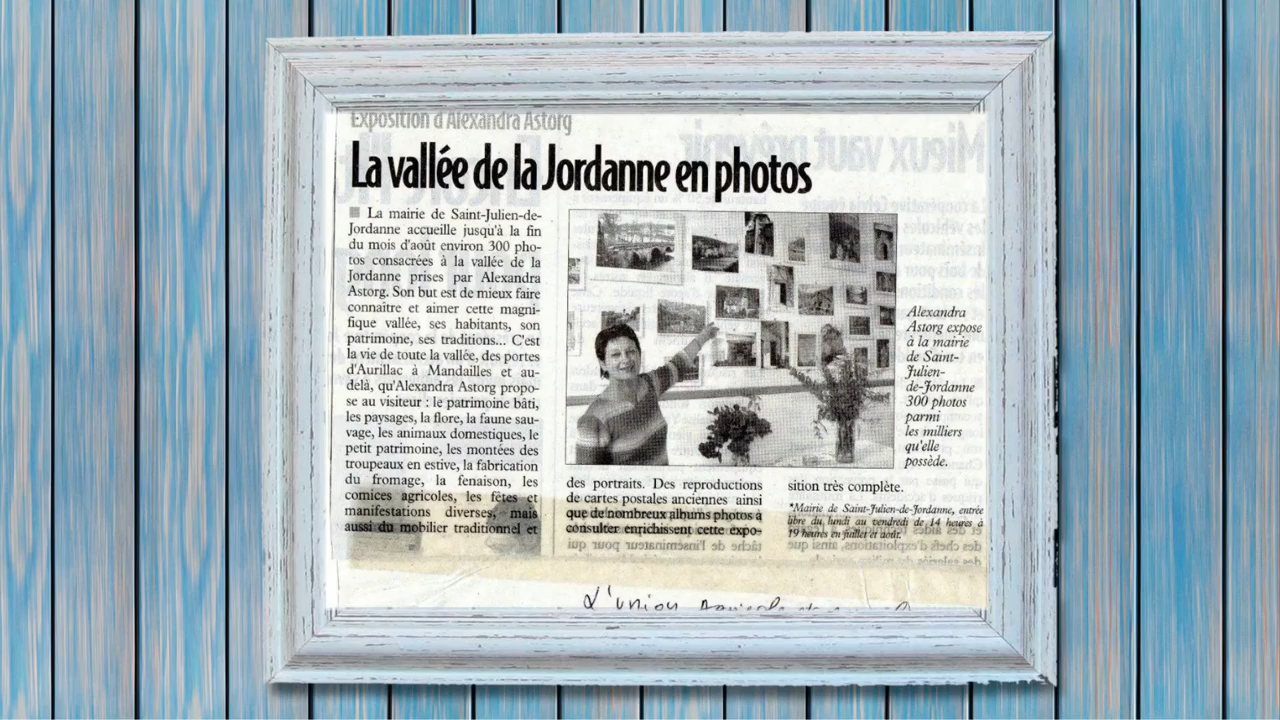 Exposition d'Alexandra Astorg
La vallée de la Jordanne en photos
La mairie de Saint-Julien-de-
Jordanne accueille jusqu'à la fin
du mois d'août environ 300 pho-
tos consacrées à la vallée de la
Jordanne prises par Alexandra
Astorg. Son but est de mieux faire
connaître et aimer cette magni-
fique vallée, ses habitants, son
patrimoine, ses traditions... C'est
la vie de toute la vallée, des portes
d'Aurillac à Mandailles et au-
delà, qu'Alexandra Astorg propo-
se au visiteur : le patrimoine bâti,
les paysages, la flore, la faune sau-
vage, les animaux domestiques, le
petit patrimoine, les montées des
troupeaux en estive, la fabrication
du fromage, la fenaison, les
comices agricoles, les fêtes et
manifestations diverses, mais
aussi du mobilier traditionnel et
des portraits. Des reproductions
de cartes postales anciennes ainsi
que de nombreux albums photos à
consulter enrichissent cette expo-
sition très complète.
*Mairie de Saint-Julien-de-Jordanne, entrée
libre du lundi au vendredi de 14 heures à
19 heures en juillet et août.
Alexandra
Astorg expose
à la mairie
de Saint-
Julien-
de-Jordanne
300 photos
parmi
les milliers
qu'elle
possède.
L'union